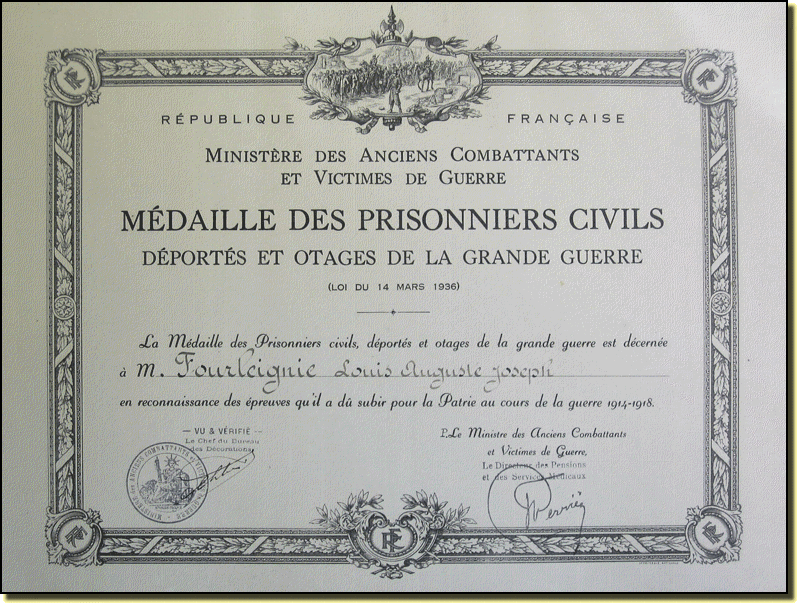 RÉPUBLIQUE FRANÇAISE
MINISTÈRE DES ANCIENS COMBATTANTS
ET VICTIMES DE GUERRE
MÉDAILLE DES PRISONNIERS CIVILS
DÉPORTÉS ET OTAGES DE LA GRANDE GUERRE
(LOI DU 14 MARS 1936)
La Médaille des Prisonniers civils, déportés et otages de la grande guerre est décernée
à M. Fourleignie Louis Auguste Joseph
en reconnaissance des épreuves qu'il a dû subir pour la Patrie au cours de la guerre 1914-1918.
— VU & VÉRIFIÉ —
Le Chef du Bureau
des Décorations
P. Le Ministre des Anciens Combattants
et Victimes de Guerre,
Le Directeur des Pensions
et des Services Médicaux
RF